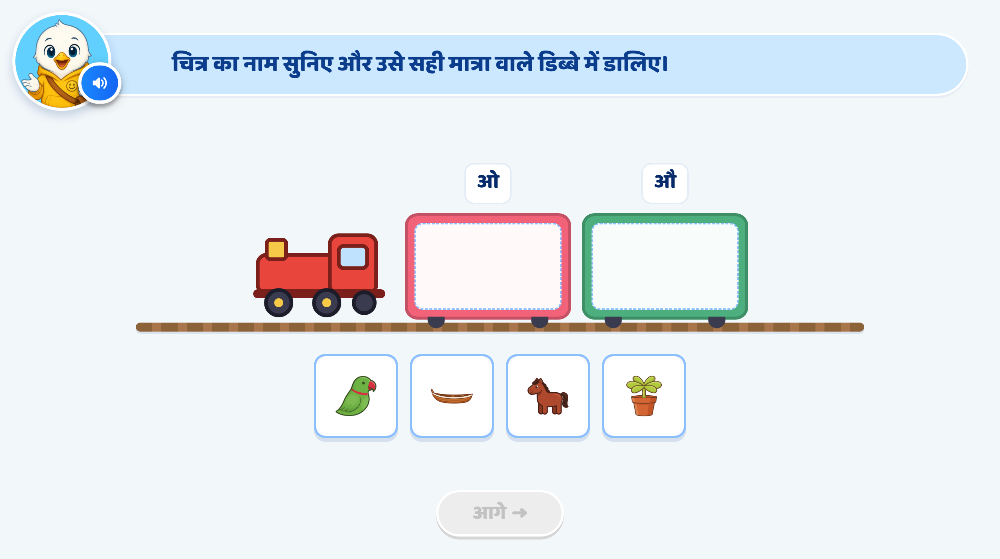 चित्र का नाम सुनिए और उसे सही मात्रा वाले डिब्बे में डालिए।
ओ
औ
आगे →